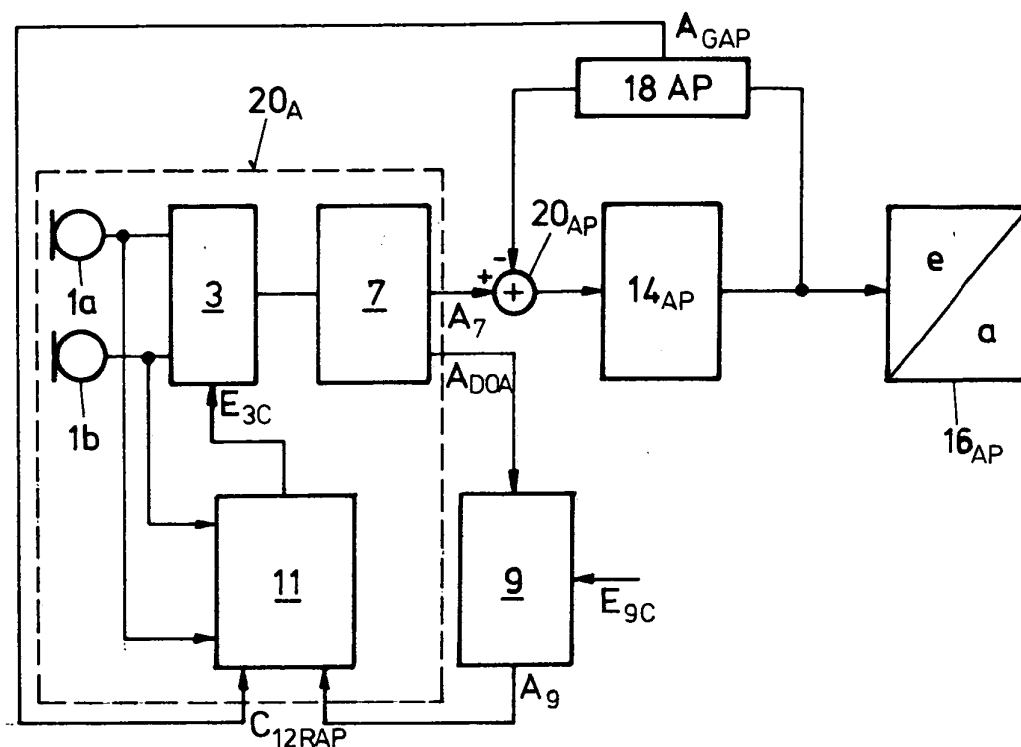 A_GAP
18 AP
20_A
20_AP
3
7
+
-
+
14_AP
e
a
1a
A_7
A_DOA
E_3C
1b
16_AP
11
9
E_9C
A_9
C_12RAP